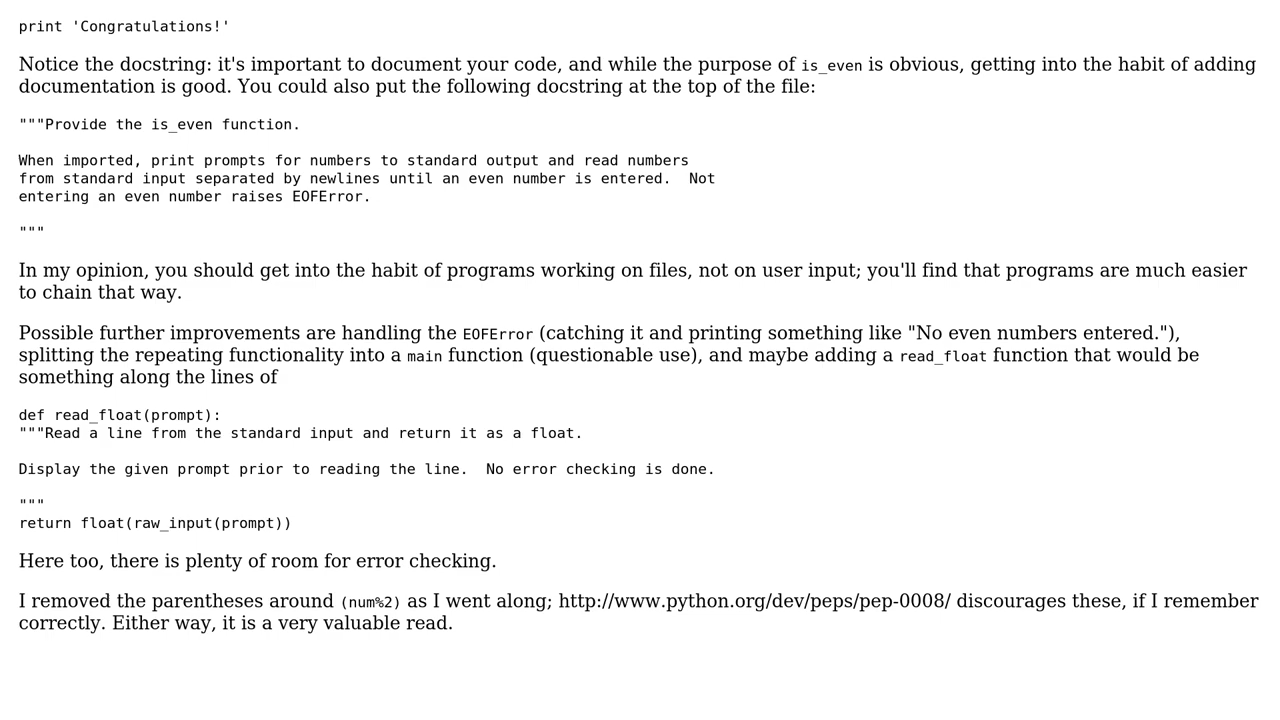 print 'Congratulations!'
Notice the docstring: it's important to document your code, and while the purpose of is_even is obvious, getting into the habit of adding
documentation is good. You could also put the following docstring at the top of the file:
"""Provide the is_even function.
When imported, print prompts for numbers to standard output and read numbers
from standard input separated by newlines until an even number is entered.  Not
entering an even number raises EOFError.
"""
In my opinion, you should get into the habit of programs working on files, not on user input; you'll find that programs are much easier
to chain that way.
Possible further improvements are handling the EOFError (catching it and printing something like "No even numbers entered."),
splitting the repeating functionality into a main function (questionable use), and maybe adding a read_float function that would be
something along the lines of
def read_float(prompt):
"""Read a line from the standard input and return it as a float.
Display the given prompt prior to reading the line.  No error checking is done.
"""
return float(raw_input(prompt))
Here too, there is plenty of room for error checking.
I removed the parentheses around (num%2) as I went along; http://www.python.org/dev/peps/pep-0008/ discourages these, if I remember
correctly. Either way, it is a very valuable read.